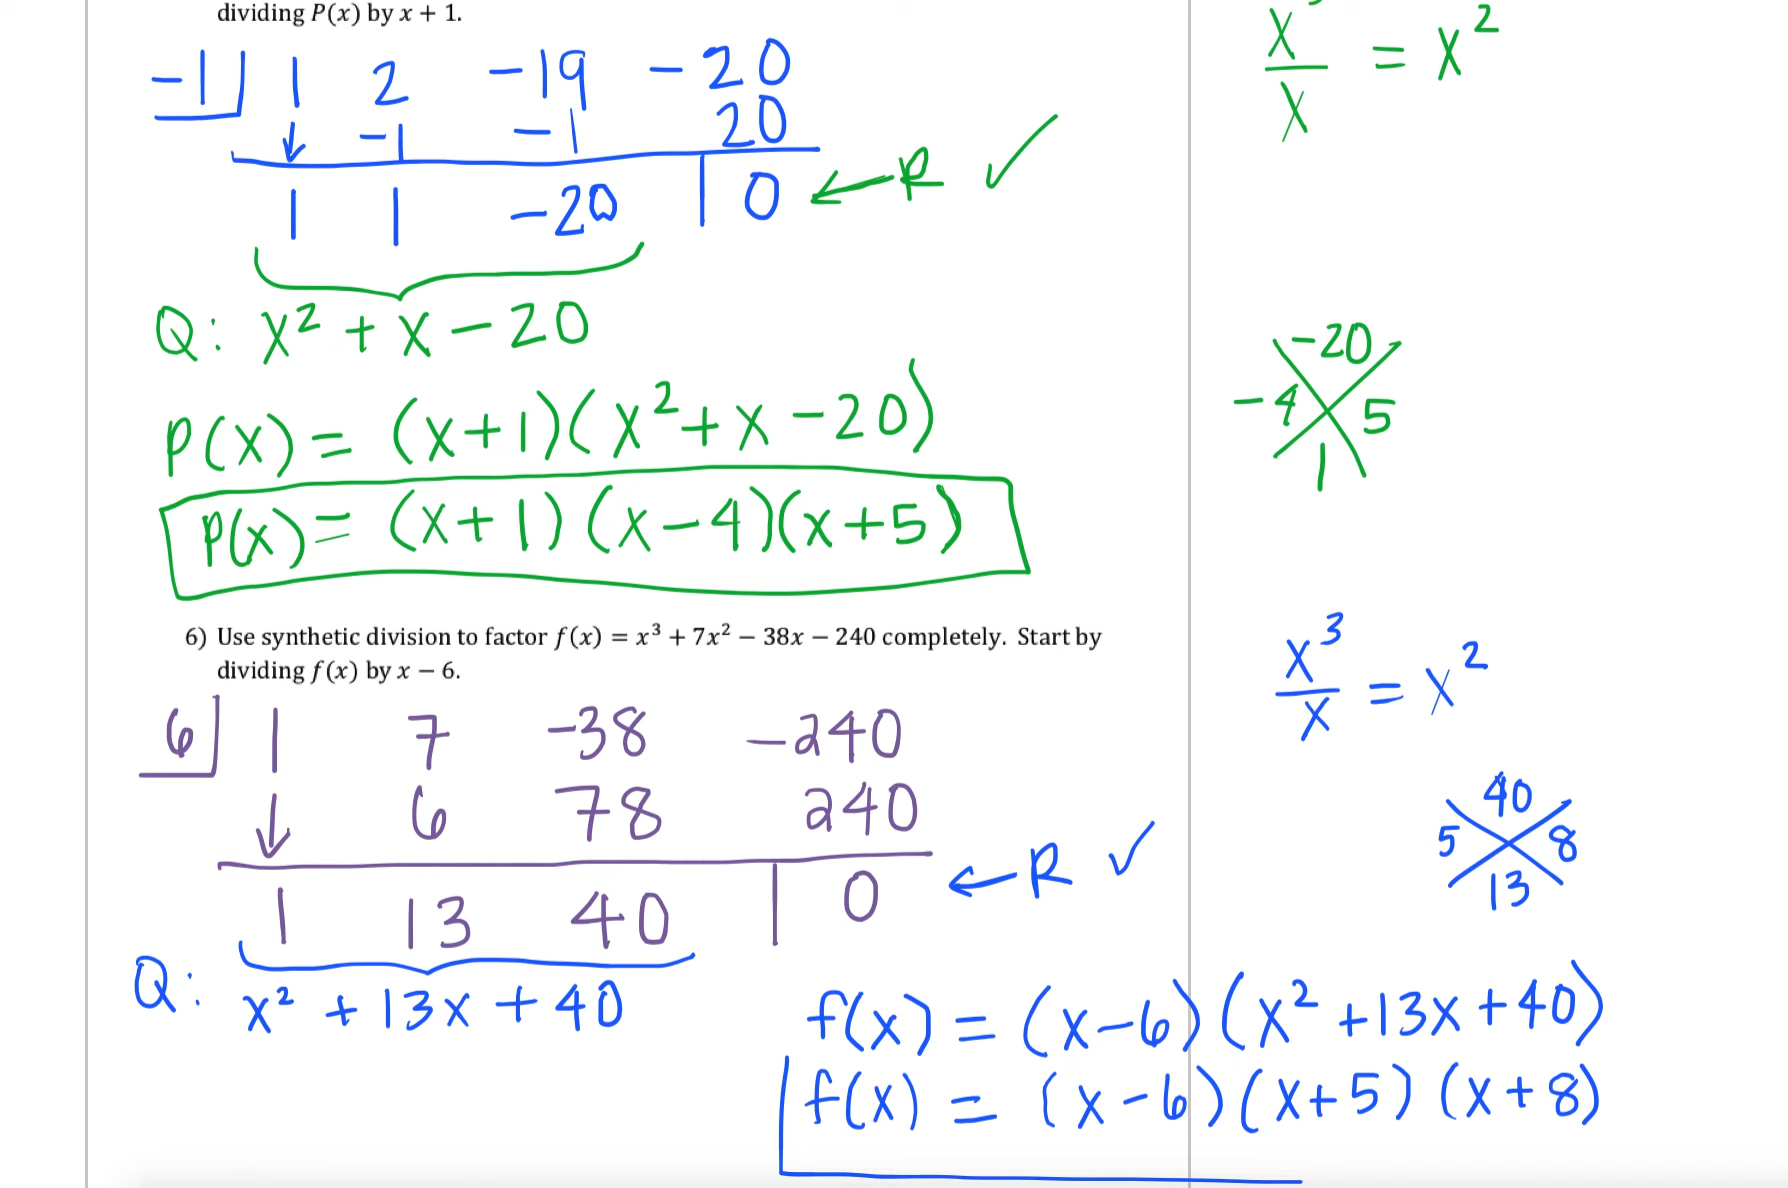 dividing P(x) by x + 1.
-1 | 1 2 -19 -20
↓ -1 -1 20
1 1 -20 | 0 ← R ✓
Q: x² + x - 20
P(x) = (x+1)(x²+x-20)
P(x) = (x+1)(x-4)(x+5)
6) Use synthetic division to factor f(x) = x³ + 7x² − 38x − 240 completely. Start by
dividing f(x) by x − 6.
6 | 1 7 -38 -240
↓ 6 78 240
1 13 40 | 0 ← R ✓
Q: x² + 13x + 40
f(x) = (x-6)(x²+13x+40)
f(x) = (x-6)(x+5)(x+8)
x
x = x²
-20
-4 5
1
x³
x = x²
40
5 8
13